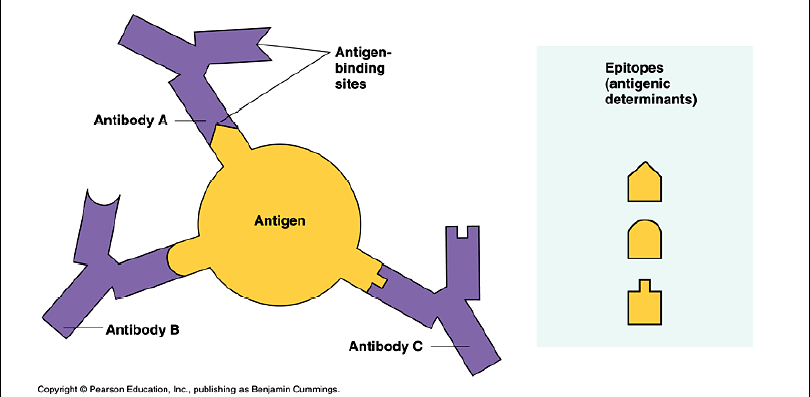 Antigen-
binding
sites
Epitopes
(antigenic
determinants)
Antibody A
Antigen
Antibody B
Antibody C
Copyright © Pearson Education, Inc., publishing as Benjamin Cummings.